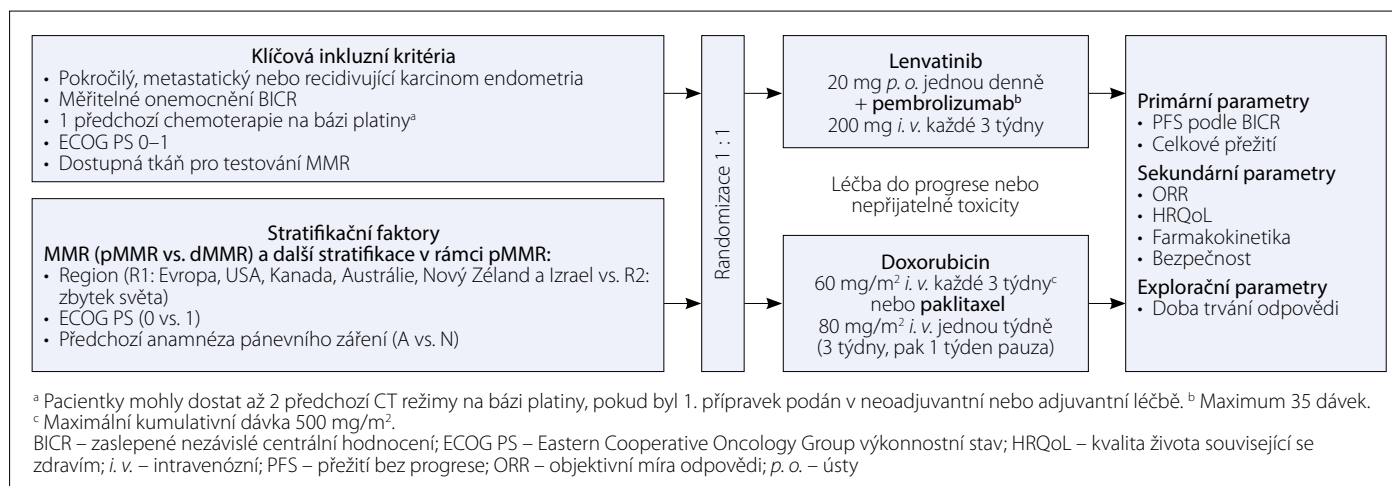 Klíčová inkluzní kritéria
• Pokročilý, metastatický nebo recidivující karcinom endometria
• Měřitelné onemocnění BICR
• 1 předchozí chemoterapie na bázi platinyᵃ
• ECOG PS 0–1
• Dostupná tkáň pro testování MMR
Stratifikační faktory
MMR (pMMR vs. dMMR) a další stratifikace v rámci pMMR:
• Region (R1: Evropa, USA, Kanada, Austrálie, Nový Zéland a Izrael vs. R2:
zbytek světa)
• ECOG PS (0 vs. 1)
• Předchozí anamnéza pánevního záření (A vs. N)
Randomizace 1 : 1
Lenvatinib
20 mg p. o. jednou denně
+ pembrolizumabᵇ
200 mg i. v. každé 3 týdny
Léčba do progrese nebo
nepřijatelné toxicity
Doxorubicin
60 mg/m² i. v. každé 3 týdnyᶜ
nebo paklitaxel
80 mg/m² i. v. jednou týdně
(3 týdny, pak 1 týden pauza)
Primární parametry
• PFS podle BICR
• Celkové přežití
Sekundární parametry
• ORR
• HRQoL
• Farmakokinetika
• Bezpečnost
Explorační parametry
• Doba trvání odpovědi
ᵃ Pacientky mohly dostat až 2 předchozí CT režimy na bázi platiny, pokud byl 1. přípravek podán v neoadjuvantní nebo adjuvantní léčbě. ᵇ Maximum 35 dávek.
ᶜ Maximální kumulativní dávka 500 mg/m².
BICR – zaslepené nezávislé centrální hodnocení; ECOG PS – Eastern Cooperative Oncology Group výkonnostní stav; HRQoL – kvalita života související se
zdravím; i. v. – intravenózní; PFS – přežití bez progrese; ORR – objektivní míra odpovědi; p. o. – ústy